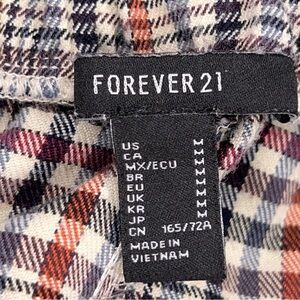 FOREVER 21
US M
CA M
MX/ECU M
BR M
EU M
UK M
KR M
JP M
CN 165/72A
MADE IN
VIETNAM